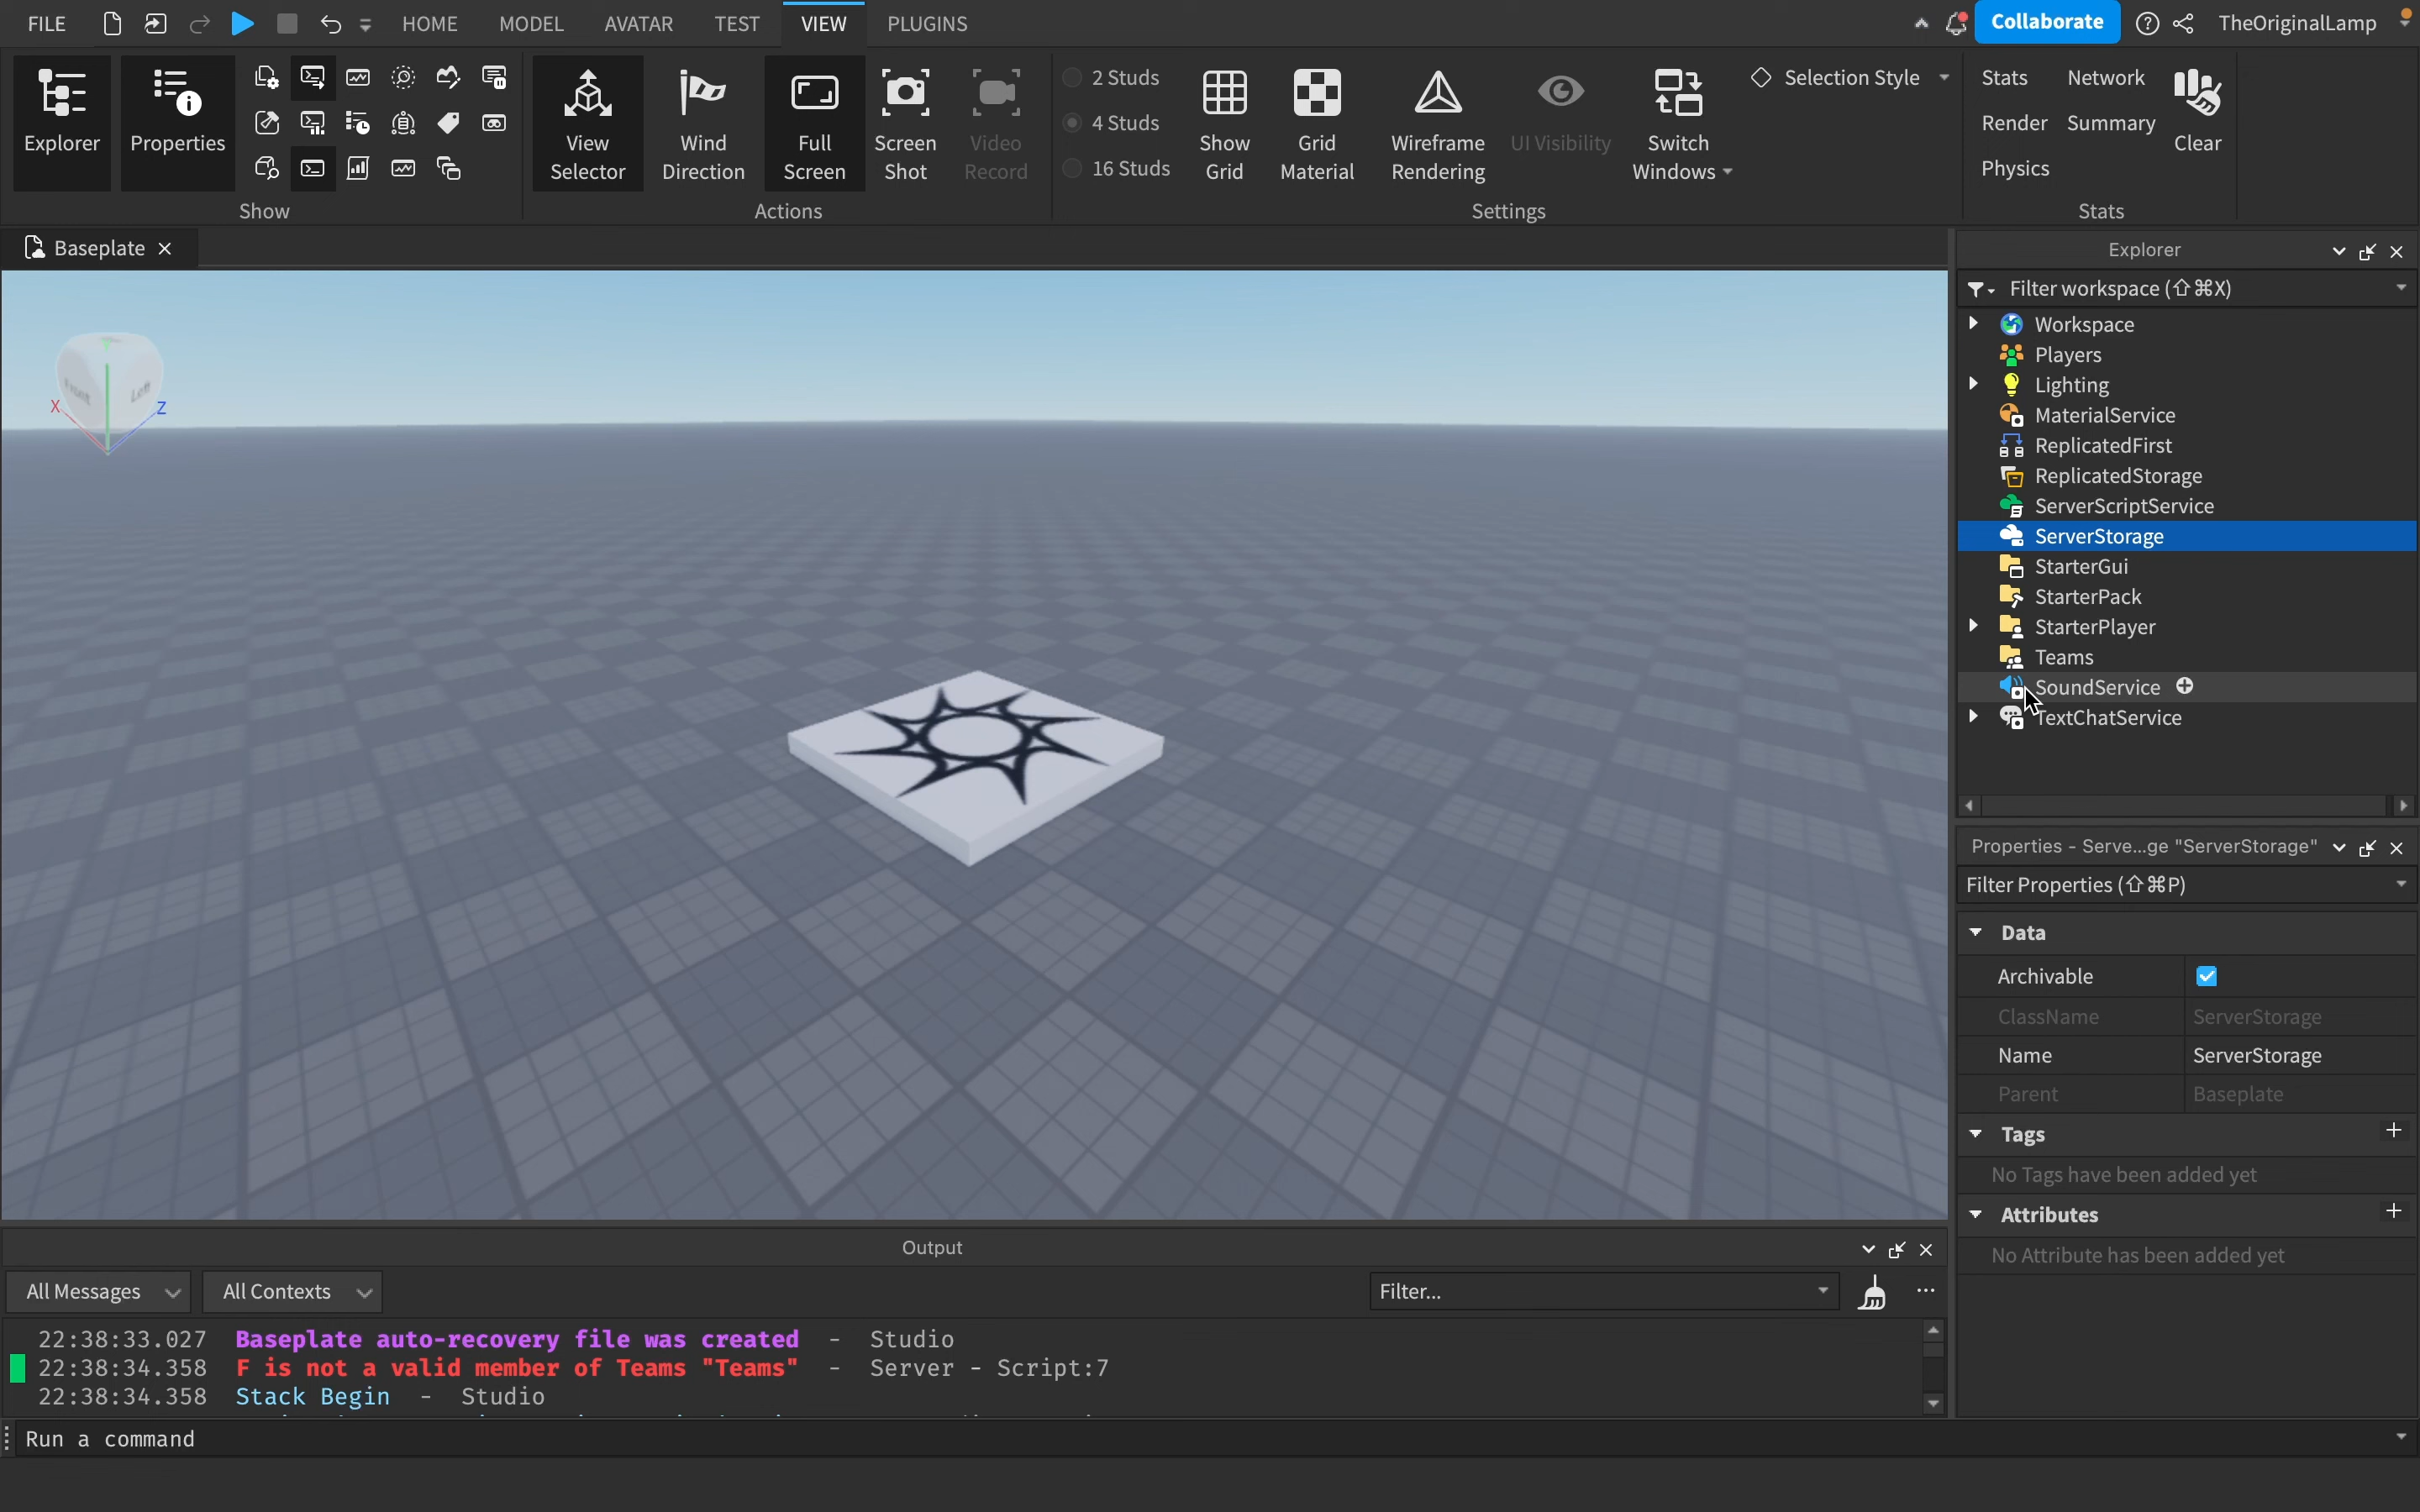 FILE HOME MODEL AVATAR TEST VIEW PLUGINS Collaborate TheOriginalLamp
Explorer
Properties
Show
View Selector
Wind Direction
Full Screen
Screen Shot
Video Record
Actions
2 Studs
4 Studs
16 Studs
Show Grid
Grid Material
Wireframe Rendering
UI Visibility
Switch Windows
Selection Style
Settings
Stats Network
Render Summary
Physics
Clear
Stats
Baseplate
X
Z
Left
Explorer
Filter workspace (⇧⌘X)
Workspace
Players
Lighting
MaterialService
ReplicatedFirst
ReplicatedStorage
ServerScriptService
ServerStorage
StarterGui
StarterPack
StarterPlayer
Teams
SoundService
TextChatService
Properties - Serve...ge "ServerStorage"
Filter Properties (⇧⌘P)
Data
Archivable
ClassName ServerStorage
Name ServerStorage
Parent Baseplate
Tags
No Tags have been added yet
Attributes
No Attribute has been added yet
Output
All Messages All Contexts Filter...
22:38:33.027 Baseplate auto-recovery file was created - Studio
22:38:34.358 F is not a valid member of Teams "Teams" - Server - Script:7
22:38:34.358 Stack Begin - Studio
Run a command